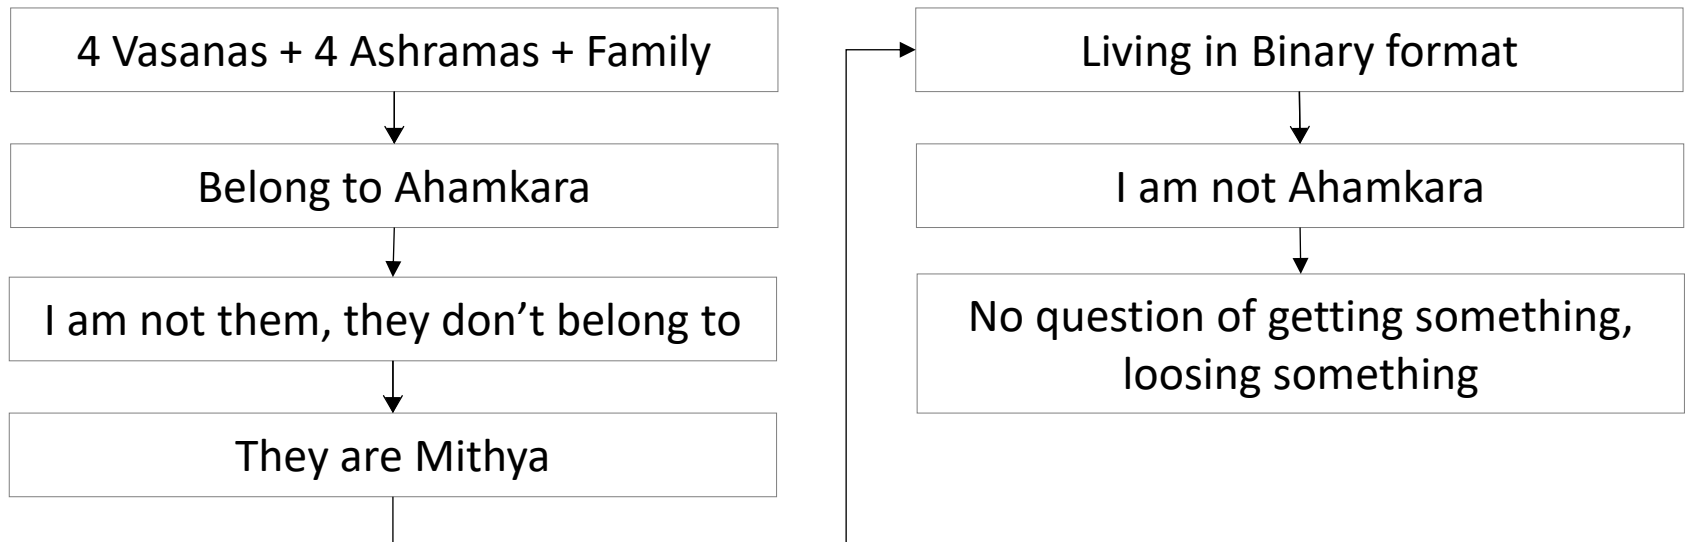 4 Vasanas + 4 Ashramas + Family
Belong to Ahamkara
I am not them, they don’t belong to
They are Mithya
Living in Binary format
I am not Ahamkara
No question of getting something,
loosing something